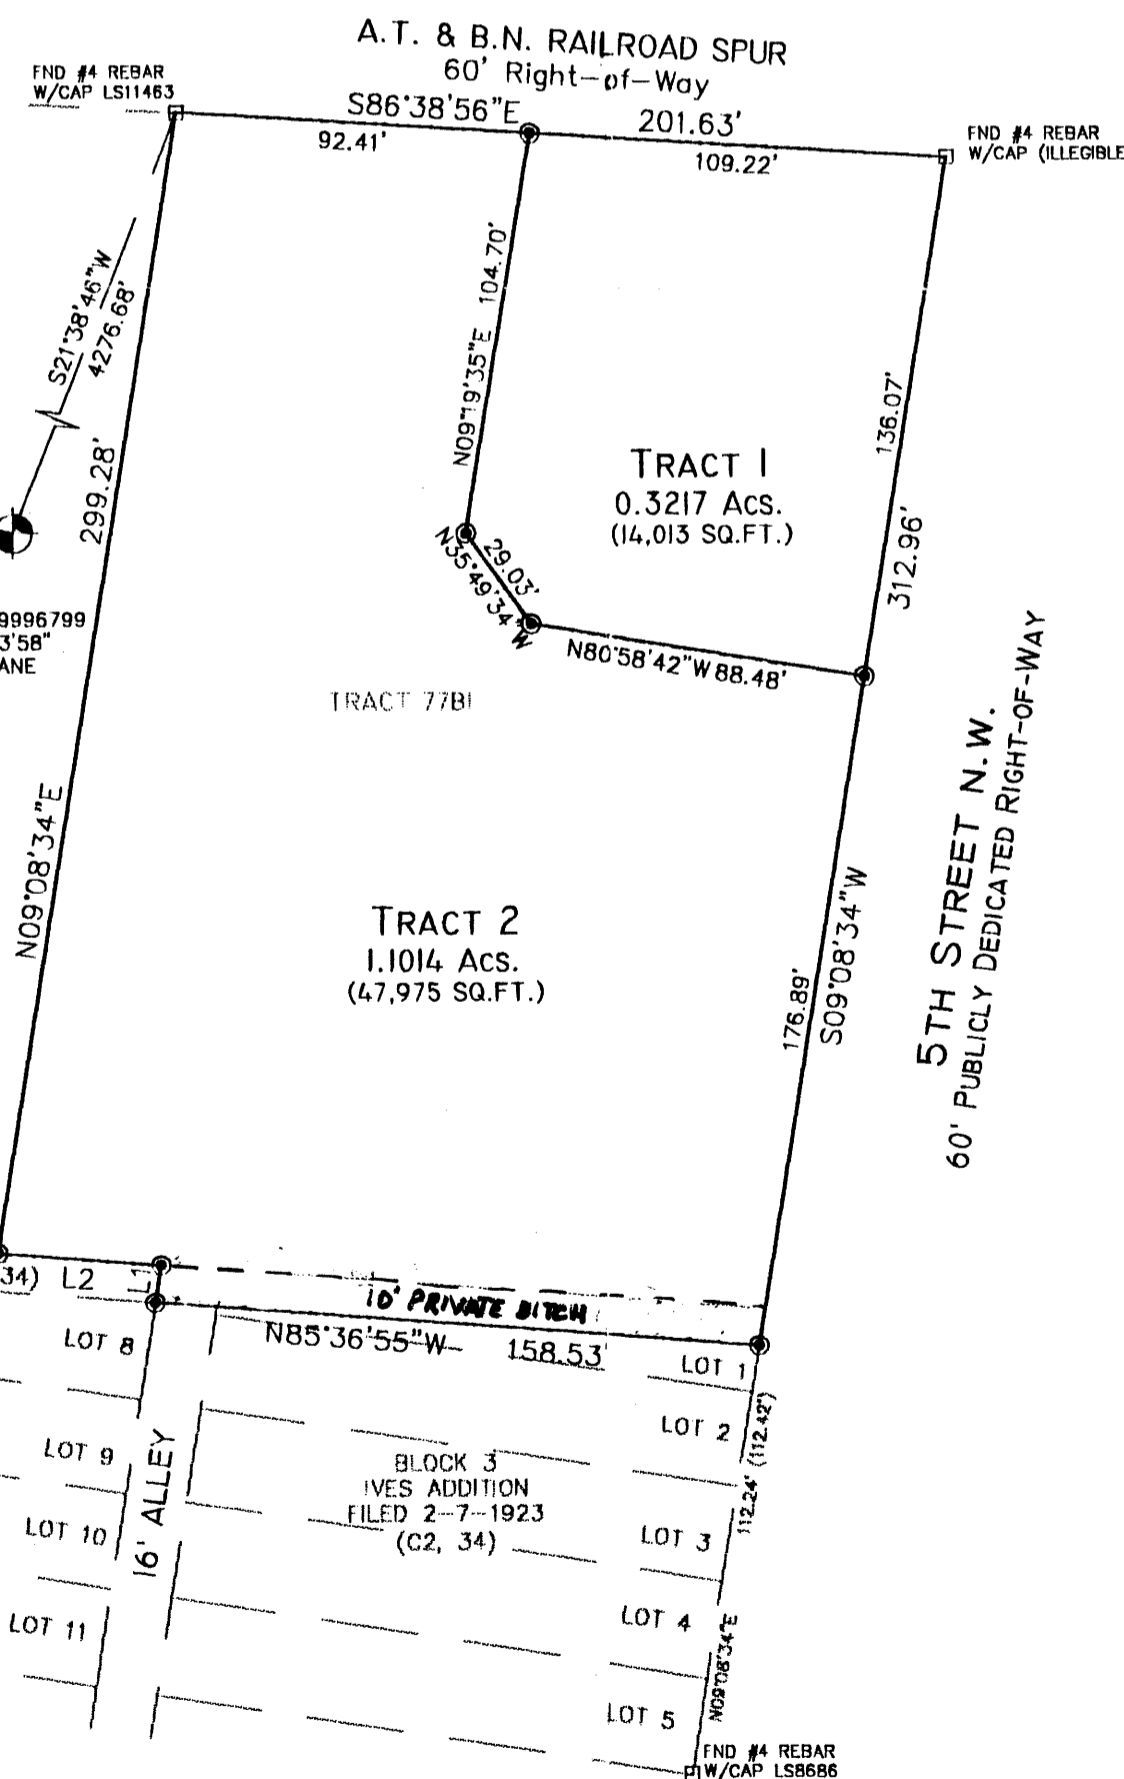 A.T. & B.N. RAILROAD SPUR
60' Right-of-Way
FND #4 REBAR
W/CAP LS11463
S86°38'56"E
201.63'
92.41'
109.22'
FND #4 REBAR
W/CAP (ILLEGIBLE
S21°38'46"W
4276.68'
299.28'
N09°08'34"E
N09°19'35"E 104.70'
136.07'
312.96'
TRACT 1
0.3217 ACS.
(14,013 SQ.FT.)
29.03'
N35°49'34"W
N80°58'42"W 88.48'
9996799
3'58"
ANE
TRACT 77B1
TRACT 2
1.1014 ACS.
(47,975 SQ.FT.)
176.89'
S09°08'34"W
5TH STREET N.W.
60' PUBLICLY DEDICATED RIGHT-OF-WAY
34) L2
L1
10' PRIVATE DITCH
N85°36'55"W
158.53'
LOT 8
LOT 1
LOT 2
LOT 9
BLOCK 3
IVES ADDITION
FILED 2-7-1923
(C2, 34)
112.24' (112.42')
LOT 10
16' ALLEY
LOT 3
LOT 11
LOT 4
N09°08'34"E
LOT 5
FND #4 REBAR
W/CAP LS8686